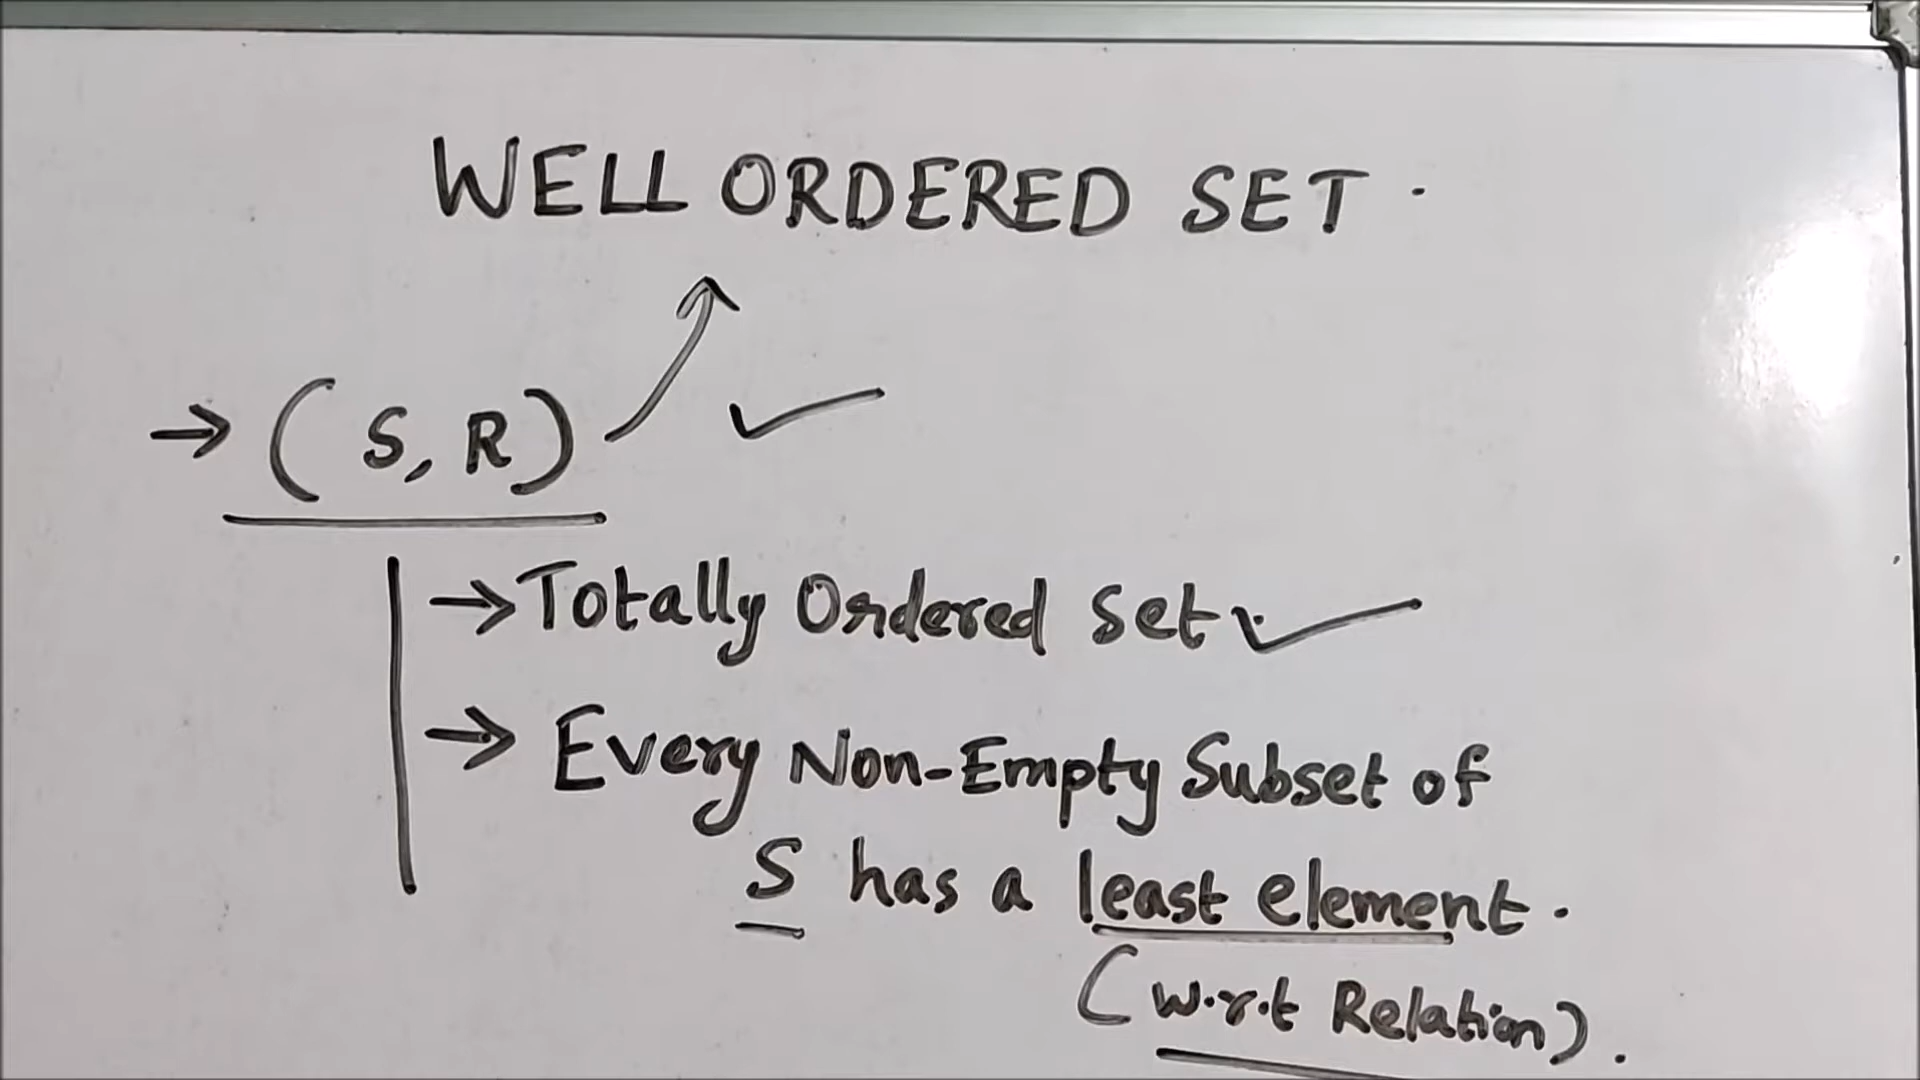 WELL ORDERED SET .
→ (S, R) ✓
→ Totally Ordered Set ✓
→ Every Non-Empty Subset of
S has a least element .
(w.r.t Relation) .